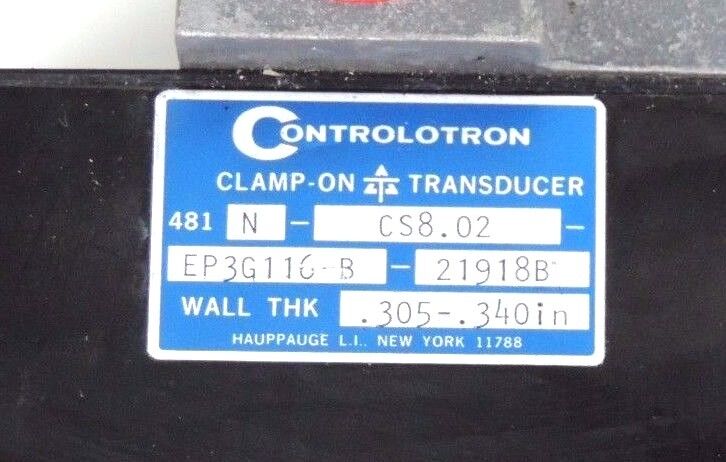 CONTROLOTRON
CLAMP-ON TRANSDUCER
481 N - CS8.02 -
EP3G116-B - 21918B
WALL THK .305-.340in
HAUPPAUGE L.I.. NEW YORK 11788